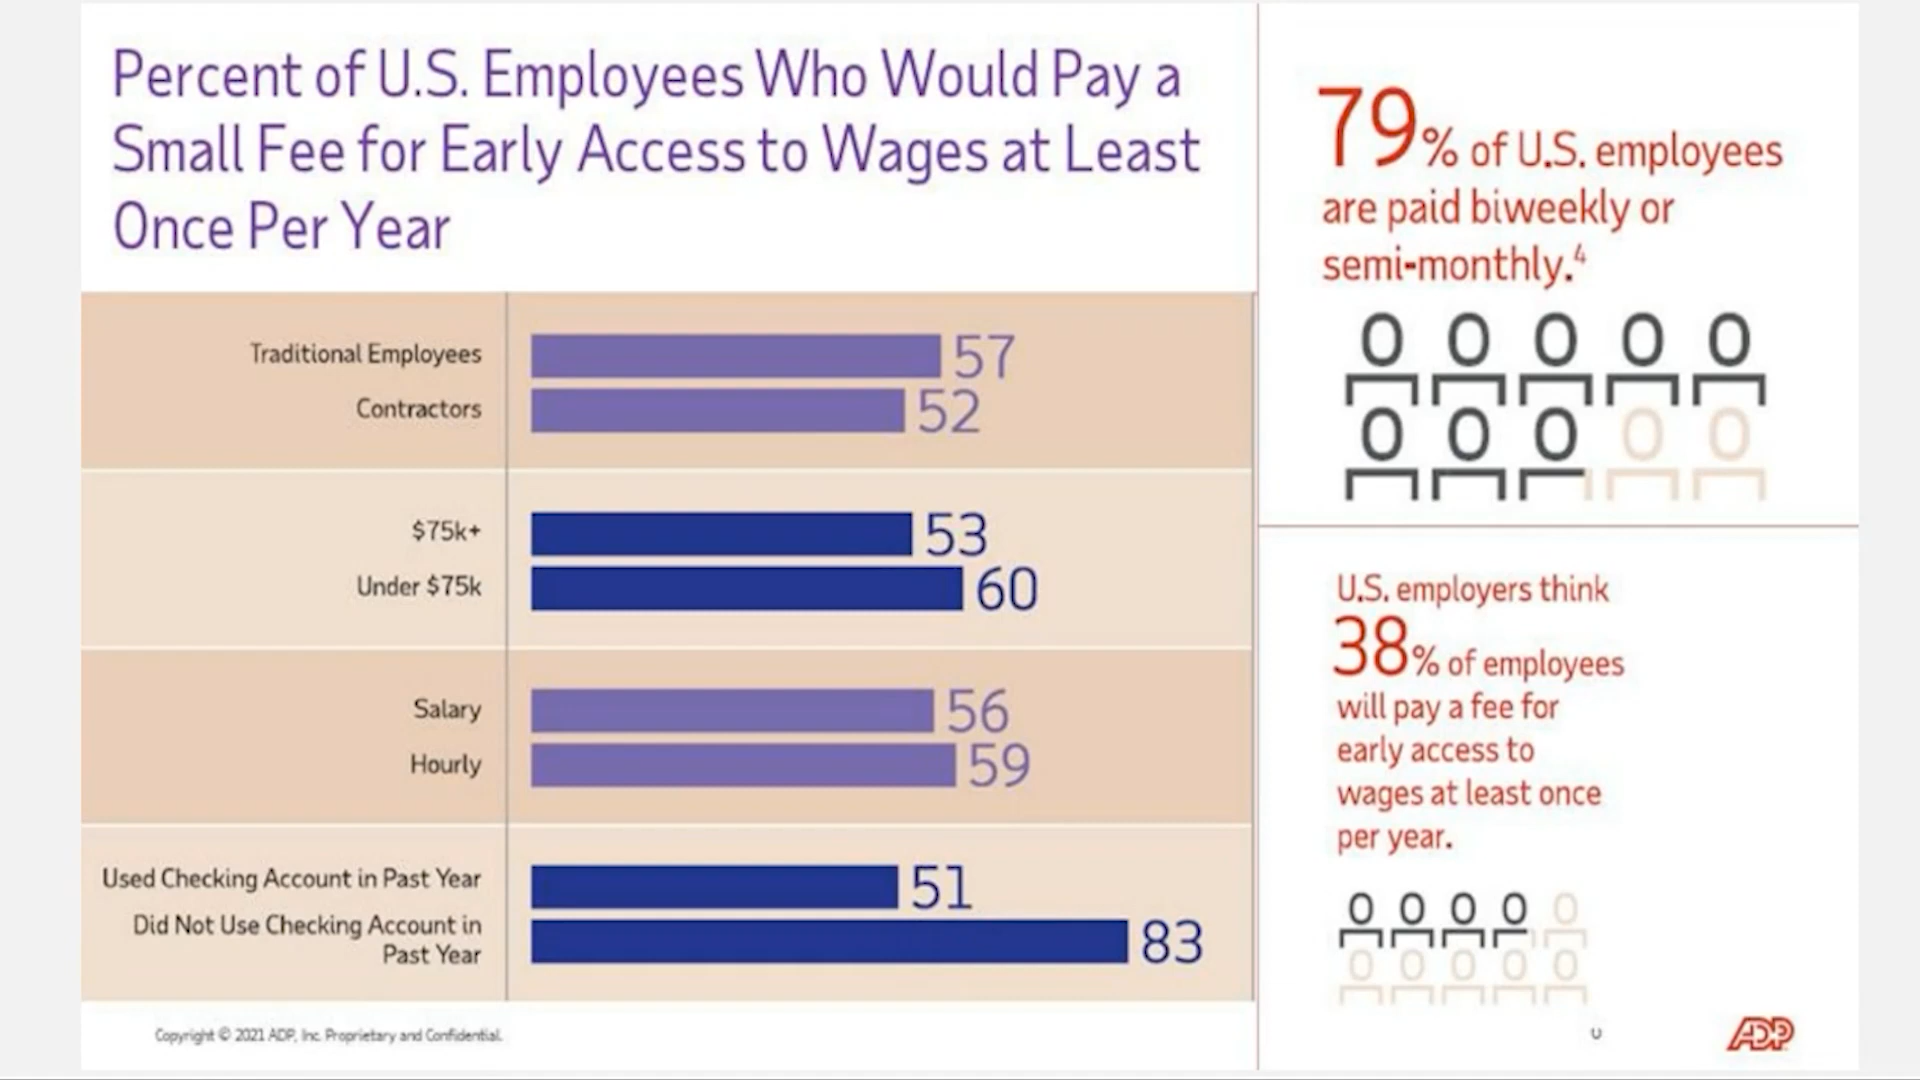 Percent of U.S. Employees Who Would Pay a
Small Fee for Early Access to Wages at Least
Once Per Year
Traditional Employees 57
Contractors 52
$75k+ 53
Under $75k 60
Salary 56
Hourly 59
Used Checking Account in Past Year 51
Did Not Use Checking Account in
Past Year 83
Copyright © 2021 ADP, Inc. Proprietary and Confidential.
79% of U.S. employees
are paid biweekly or
semi-monthly.⁴
U.S. employers think
38% of employees
will pay a fee for
early access to
wages at least once
per year.
ADP